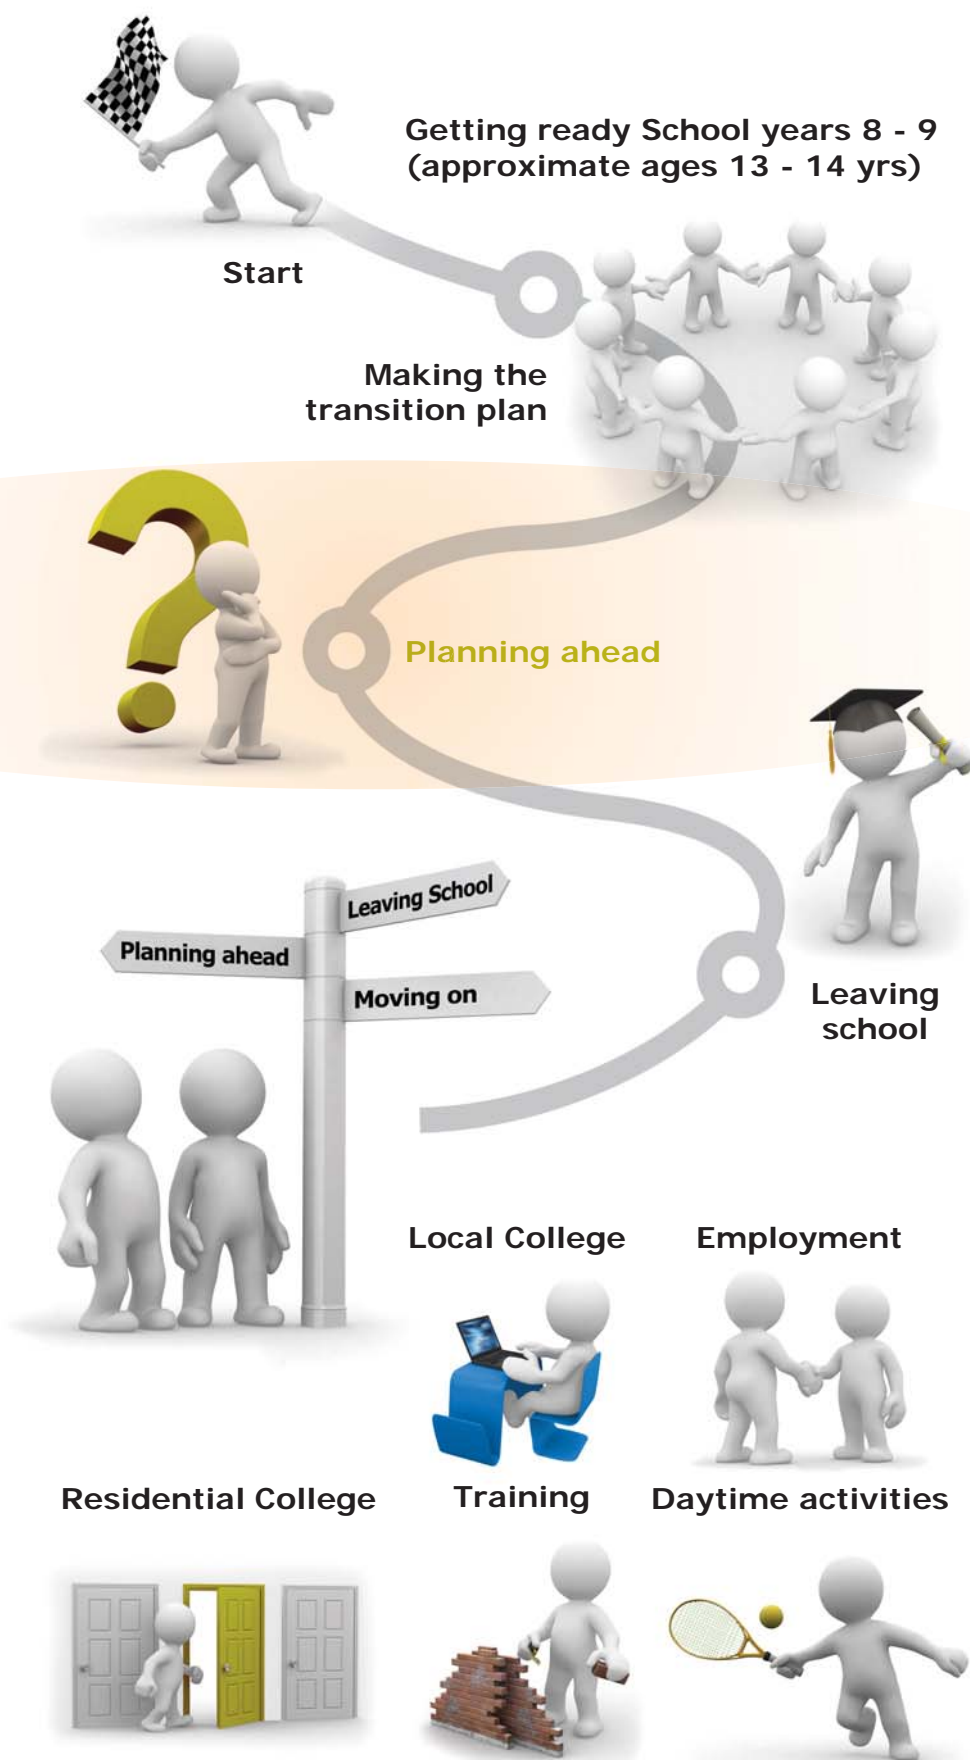 Getting ready School years 8 - 9
(approximate ages 13 - 14 yrs)
Start
Making the
transition plan
Planning ahead
Leaving
school
Leaving School
Planning ahead
Moving on
Local College
Employment
Residential College
Training
Daytime activities